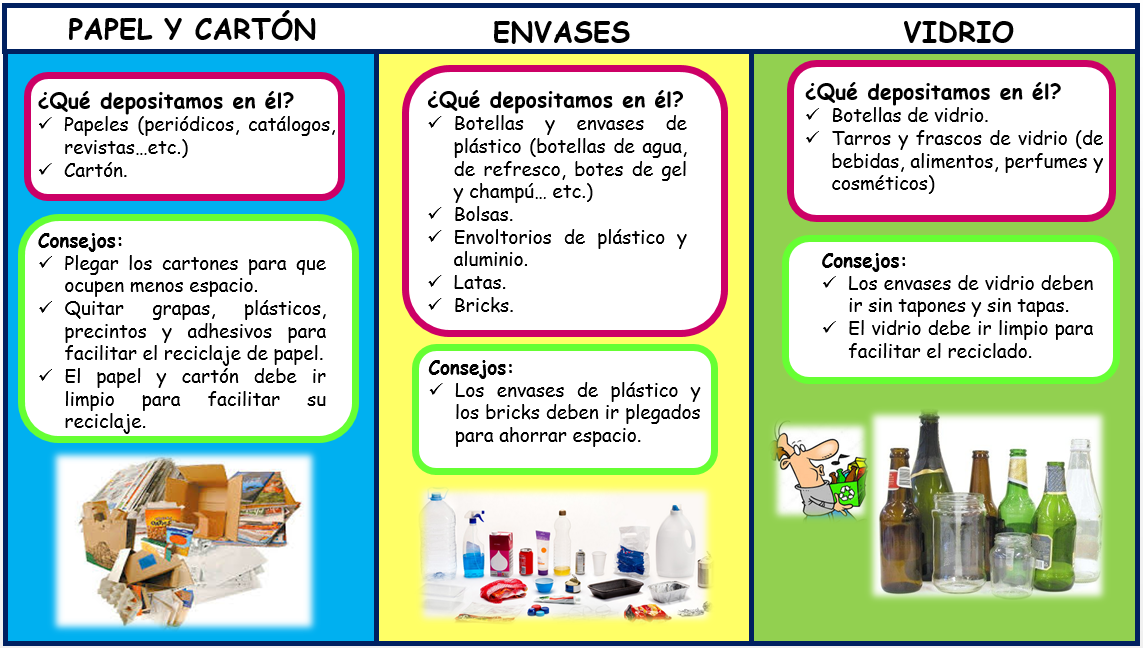 PAPEL Y CARTÓN
¿Qué depositamos en él?
✓ Papeles (periódicos, catálogos,
revistas...etc.)
✓ Cartón.
Consejos:
✓ Plegar los cartones para que
ocupen menos espacio.
✓ Quitar grapas, plásticos,
precintos y adhesivos para
facilitar el reciclaje de papel.
✓ El papel y cartón debe ir
limpio para facilitar su
reciclaje.
ENVASES
¿Qué depositamos en él?
✓ Botellas y envases de
plástico (botellas de agua,
de refresco, botes de gel
y champú... etc.)
✓ Bolsas.
✓ Envoltorios de plástico y
aluminio.
✓ Latas.
✓ Bricks.
Consejos:
✓ Los envases de plástico y
los bricks deben ir plegados
para ahorrar espacio.
VIDRIO
¿Qué depositamos en él?
✓ Botellas de vidrio.
✓ Tarros y frascos de vidrio (de
bebidas, alimentos, perfumes y
cosméticos)
Consejos:
✓ Los envases de vidrio deben
ir sin tapones y sin tapas.
✓ El vidrio debe ir limpio para
facilitar el reciclado.